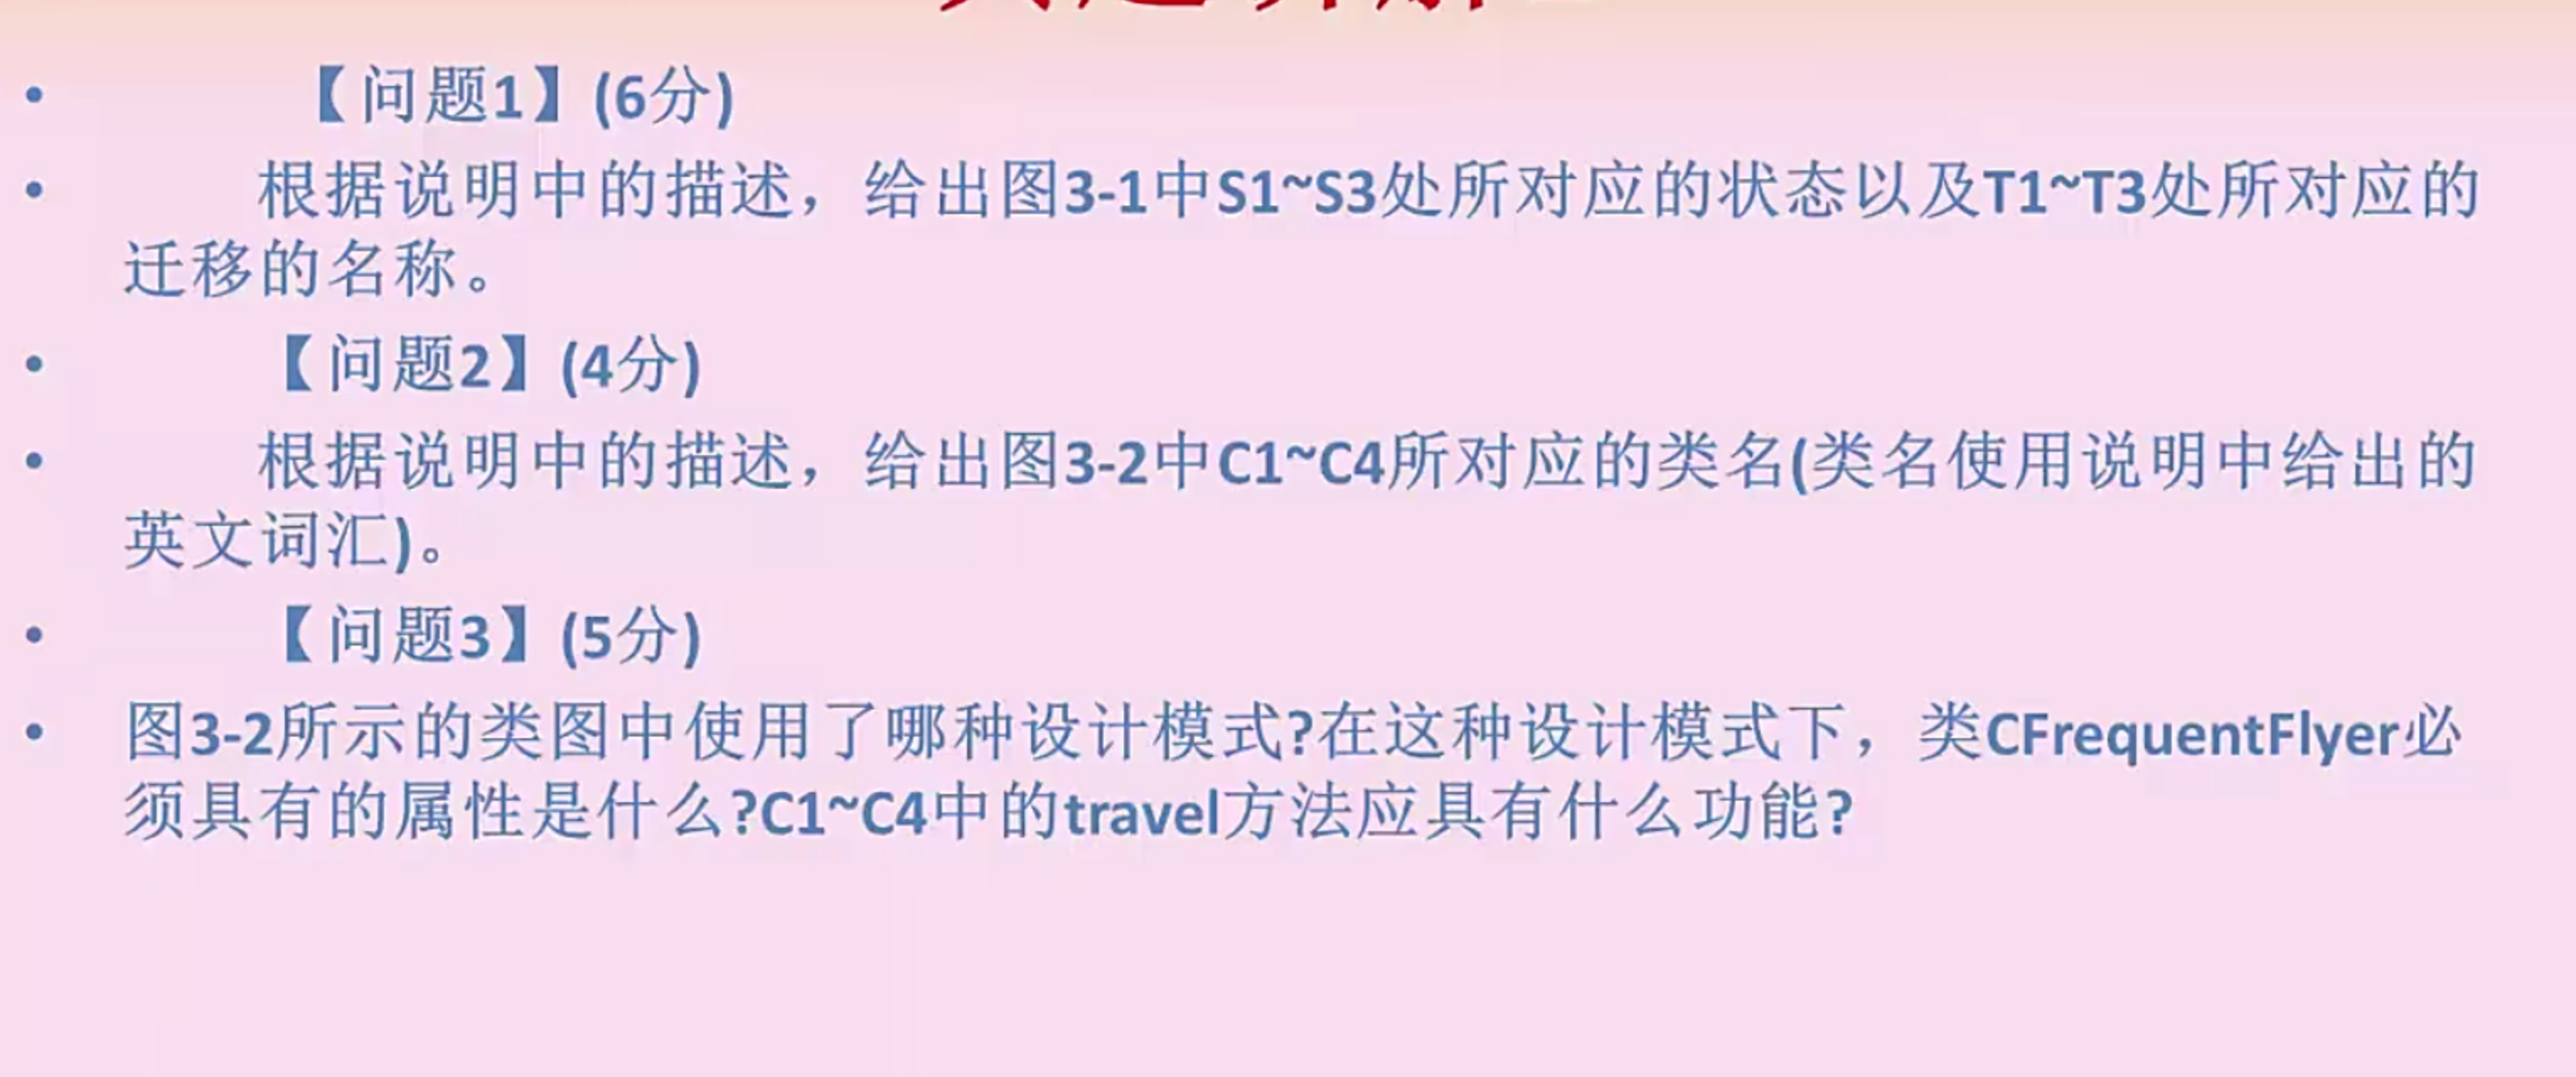 • 【问题1】(6分)
• 根据说明中的描述，给出图3-1中S1~S3处所对应的状态以及T1~T3处所对应的
迁移的名称。
• 【问题2】(4分)
• 根据说明中的描述，给出图3-2中C1~C4所对应的类名(类名使用说明中给出的
英文词汇)。
• 【问题3】(5分)
• 图3-2所示的类图中使用了哪种设计模式?在这种设计模式下，类CFrequentFlyer必
须具有的属性是什么?C1~C4中的travel方法应具有什么功能?